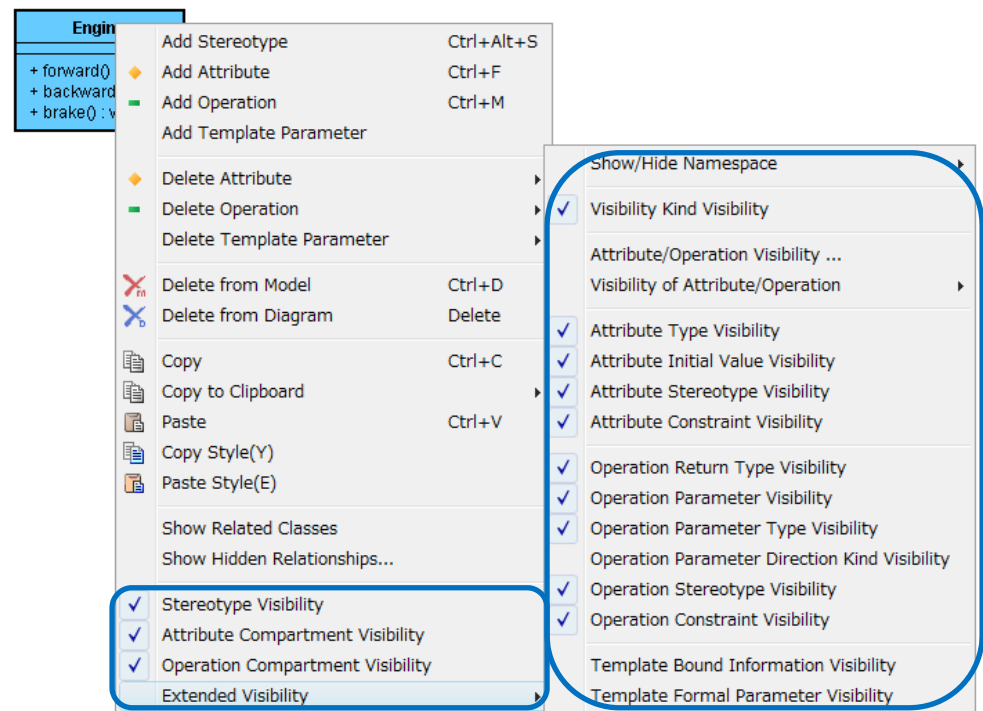 Engin
+ forward()
+ backward
+ brake() : v
Add Stereotype Ctrl+Alt+S
Add Attribute Ctrl+F
Add Operation Ctrl+M
Add Template Parameter
Delete Attribute
Delete Operation
Delete Template Parameter
Delete from Model Ctrl+D
Delete from Diagram Delete
Copy Ctrl+C
Copy to Clipboard
Paste Ctrl+V
Copy Style(Y)
Paste Style(E)
Show Related Classes
Show Hidden Relationships...
Stereotype Visibility
Attribute Compartment Visibility
Operation Compartment Visibility
Extended Visibility
Show/Hide Namespace
Visibility Kind Visibility
Attribute/Operation Visibility ...
Visibility of Attribute/Operation
Attribute Type Visibility
Attribute Initial Value Visibility
Attribute Stereotype Visibility
Attribute Constraint Visibility
Operation Return Type Visibility
Operation Parameter Visibility
Operation Parameter Type Visibility
Operation Parameter Direction Kind Visibility
Operation Stereotype Visibility
Operation Constraint Visibility
Template Bound Information Visibility
Template Formal Parameter Visibility